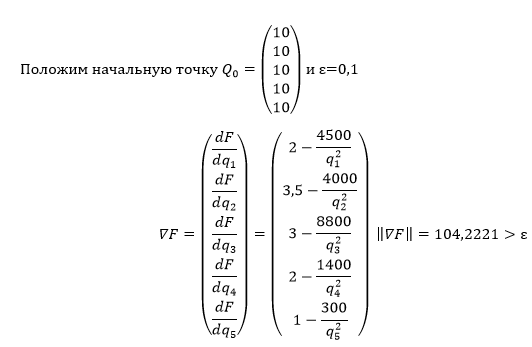 Положим начальную точку Q₀ = (10 10 10 10 10) и ε=0,1
∇F = (dF/dq₁ dF/dq₂ dF/dq₃ dF/dq₄ dF/dq₅) = (2 − 4500/q₁² 3,5 − 4000/q₂² 3 − 8800/q₃² 2 − 1400/q₄² 1 − 300/q₅²) ‖∇F‖ = 104,2221 > ε